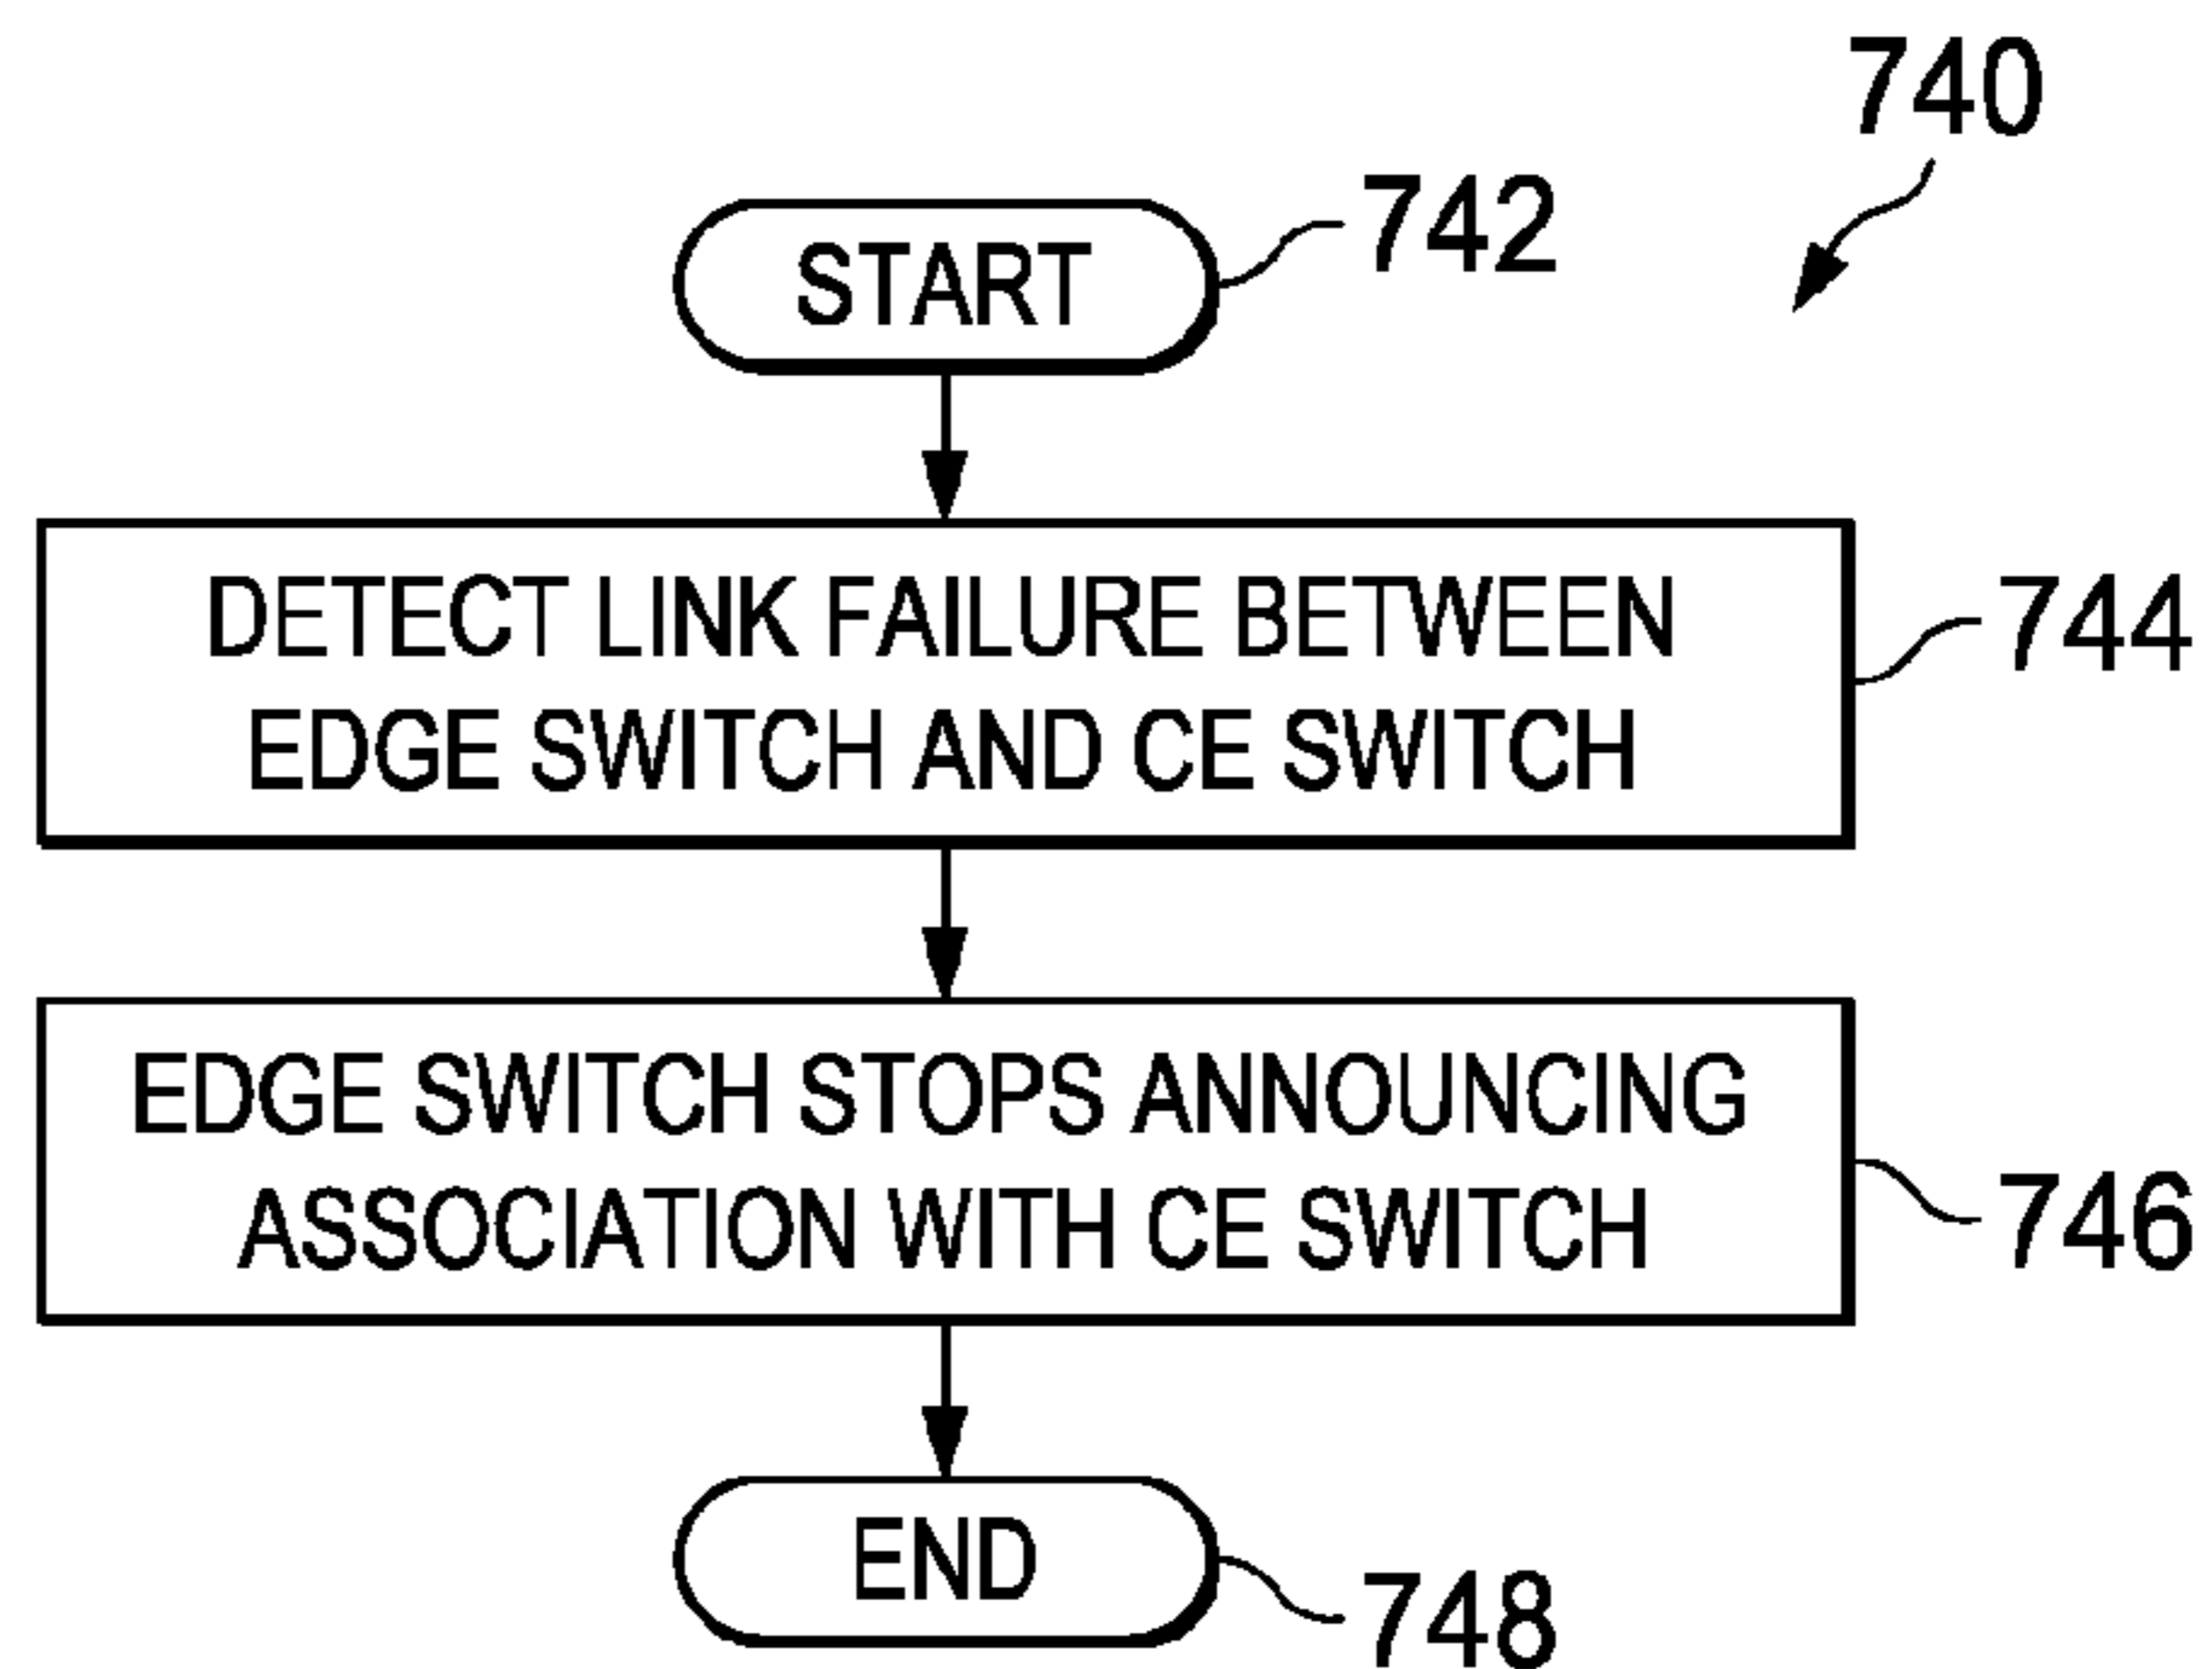 740
START
742
DETECT LINK FAILURE BETWEEN
EDGE SWITCH AND CE SWITCH
744
EDGE SWITCH STOPS ANNOUNCING
ASSOCIATION WITH CE SWITCH
746
END
748